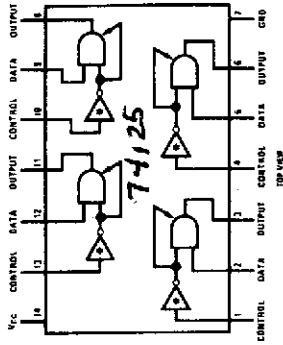 VCC CONTROL DATA OUTPUT CONTROL DATA OUTPUT
14 13 12 11 10 9 8
* *
74125
* *
1 2 3 4 5 6 7
CONTROL DATA OUTPUT CONTROL DATA OUTPUT GND
TOP VIEW